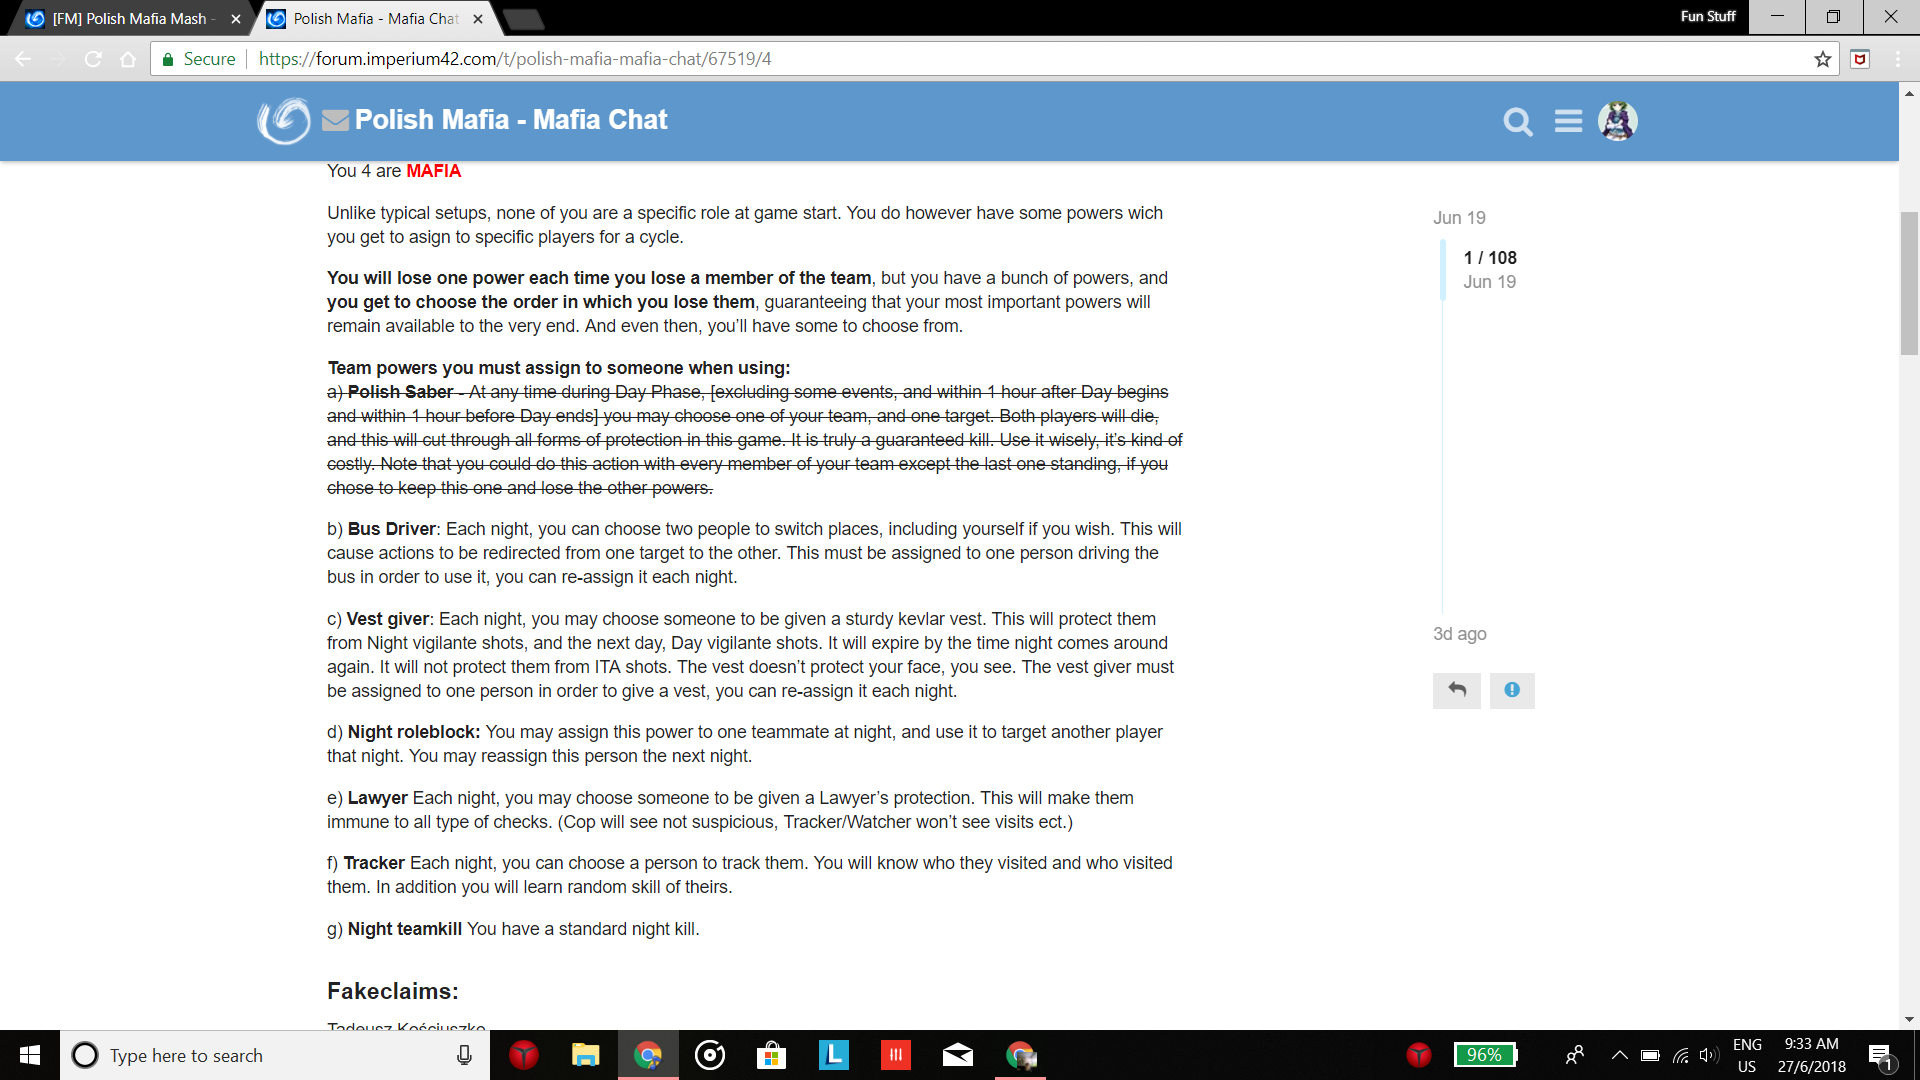 [FM] Polish Mafia Mash -
Polish Mafia - Mafia Chat
Fun Stuff
Secure
https://forum.imperium42.com/t/polish-mafia-mafia-chat/67519/4
Polish Mafia - Mafia Chat
You 4 are MAFIA
Unlike typical setups, none of you are a specific role at game start. You do however have some powers wich
you get to asign to specific players for a cycle.
You will lose one power each time you lose a member of the team, but you have a bunch of powers, and
you get to choose the order in which you lose them, guaranteeing that your most important powers will
remain available to the very end. And even then, you'll have some to choose from.
Team powers you must assign to someone when using:
a) Polish Saber - At any time during Day Phase, [excluding some events, and within 1 hour after Day begins
and within 1 hour before Day ends] you may choose one of your team, and one target. Both players will die,
and this will cut through all forms of protection in this game. It is truly a guaranteed kill. Use it wisely, it's kind of
costly. Note that you could do this action with every member of your team except the last one standing, if you
chose to keep this one and lose the other powers.
b) Bus Driver: Each night, you can choose two people to switch places, including yourself if you wish. This will
cause actions to be redirected from one target to the other. This must be assigned to one person driving the
bus in order to use it, you can re-assign it each night.
c) Vest giver: Each night, you may choose someone to be given a sturdy kevlar vest. This will protect them
from Night vigilante shots, and the next day, Day vigilante shots. It will expire by the time night comes around
again. It will not protect them from ITA shots. The vest doesn't protect your face, you see. The vest giver must
be assigned to one person in order to give a vest, you can re-assign it each night.
d) Night roleblock: You may assign this power to one teammate at night, and use it to target another player
that night. You may reassign this person the next night.
e) Lawyer Each night, you may choose someone to be given a Lawyer's protection. This will make them
immune to all type of checks. (Cop will see not suspicious, Tracker/Watcher won't see visits ect.)
f) Tracker Each night, you can choose a person to track them. You will know who they visited and who visited
them. In addition you will learn random skill of theirs.
g) Night teamkill You have a standard night kill.
Fakeclaims:
Tadeusz Kościuszko
Jun 19
1 / 108
Jun 19
3d ago
Type here to search
L
96%
ENG
US
9:33 AM
27/6/2018
1